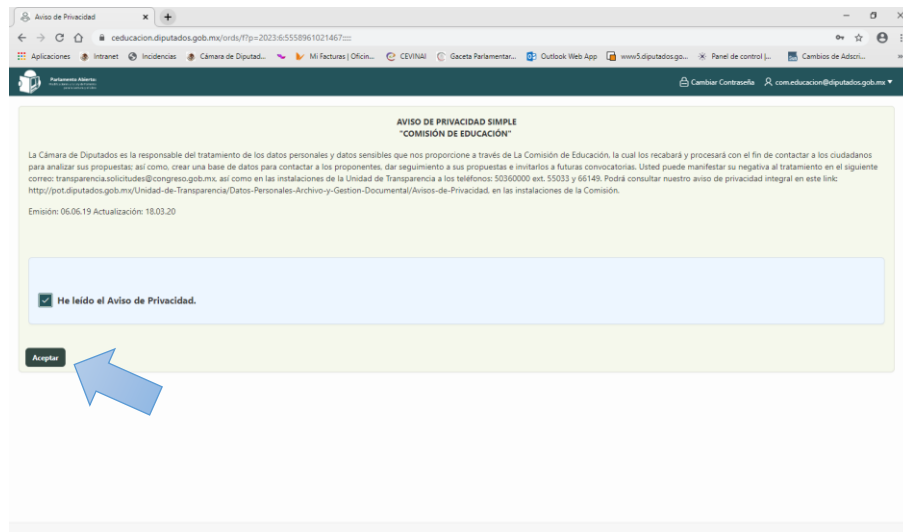 Aviso de Privacidad
ceducacion.diputados.gob.mx/ords/f?p=2023:6:5558961021467:::::
Aplicaciones Intranet Incidencias Cámara de Diputad... Mi Facturas | Oficin... CEVINAI Gaceta Parlamentar... Outlook Web App www5.diputados.go... Panel de control |... Cambios de Adscri...
Parlamento Abierto:
Cambiar Contraseña com.educacion@diputados.gob.mx
AVISO DE PRIVACIDAD SIMPLE
"COMISIÓN DE EDUCACIÓN"
La Cámara de Diputados es la responsable del tratamiento de los datos personales y datos sensibles que nos proporcione a través de La Comisión de Educación, la cual los recabará y procesará con el fin de contactar a los ciudadanos
para analizar sus propuestas; así como, crear una base de datos para contactar a los proponentes, dar seguimiento a sus propuestas e invitarlos a futuras convocatorias. Usted puede manifestar su negativa al tratamiento en el siguiente
correo: transparencia.solicitudes@congreso.gob.mx, así como en las instalaciones de la Unidad de Transparencia a los teléfonos: 50360000 ext. 55033 y 66149. Podrá consultar nuestro aviso de privacidad integral en este link:
http://pot.diputados.gob.mx/Unidad-de-Transparencia/Datos-Personales-Archivo-y-Gestion-Documental/Avisos-de-Privacidad, en las instalaciones de la Comisión.
Emisión: 06.06.19 Actualización: 18.03.20
He leído el Aviso de Privacidad.
Aceptar